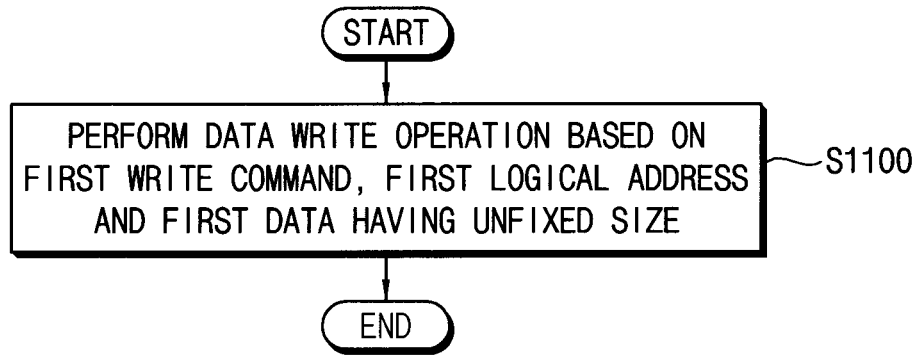 START
PERFORM DATA WRITE OPERATION BASED ON
FIRST WRITE COMMAND, FIRST LOGICAL ADDRESS
AND FIRST DATA HAVING UNFIXED SIZE
S1100
END